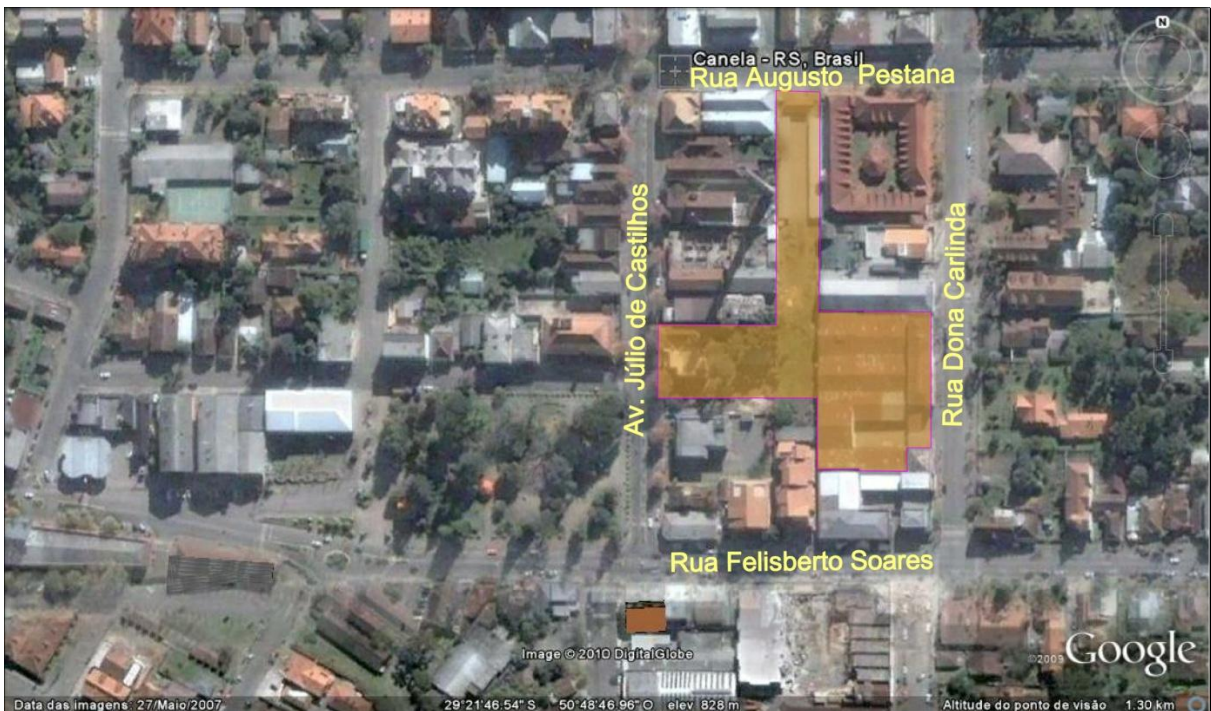 N
Canela - RS, Brasil
Rua Augusto Pestana
Av. Júlio de Castilhos
Rua Dona Carlinda
Rua Felisberto Soares
Image © 2010 DigitalGlobe
©2009 Google
Data das imagens: 27/Maio/2007 29°21'46.54" S 50°48'46.96" O elev 828 m Altitude do ponto de visão 1.30 km